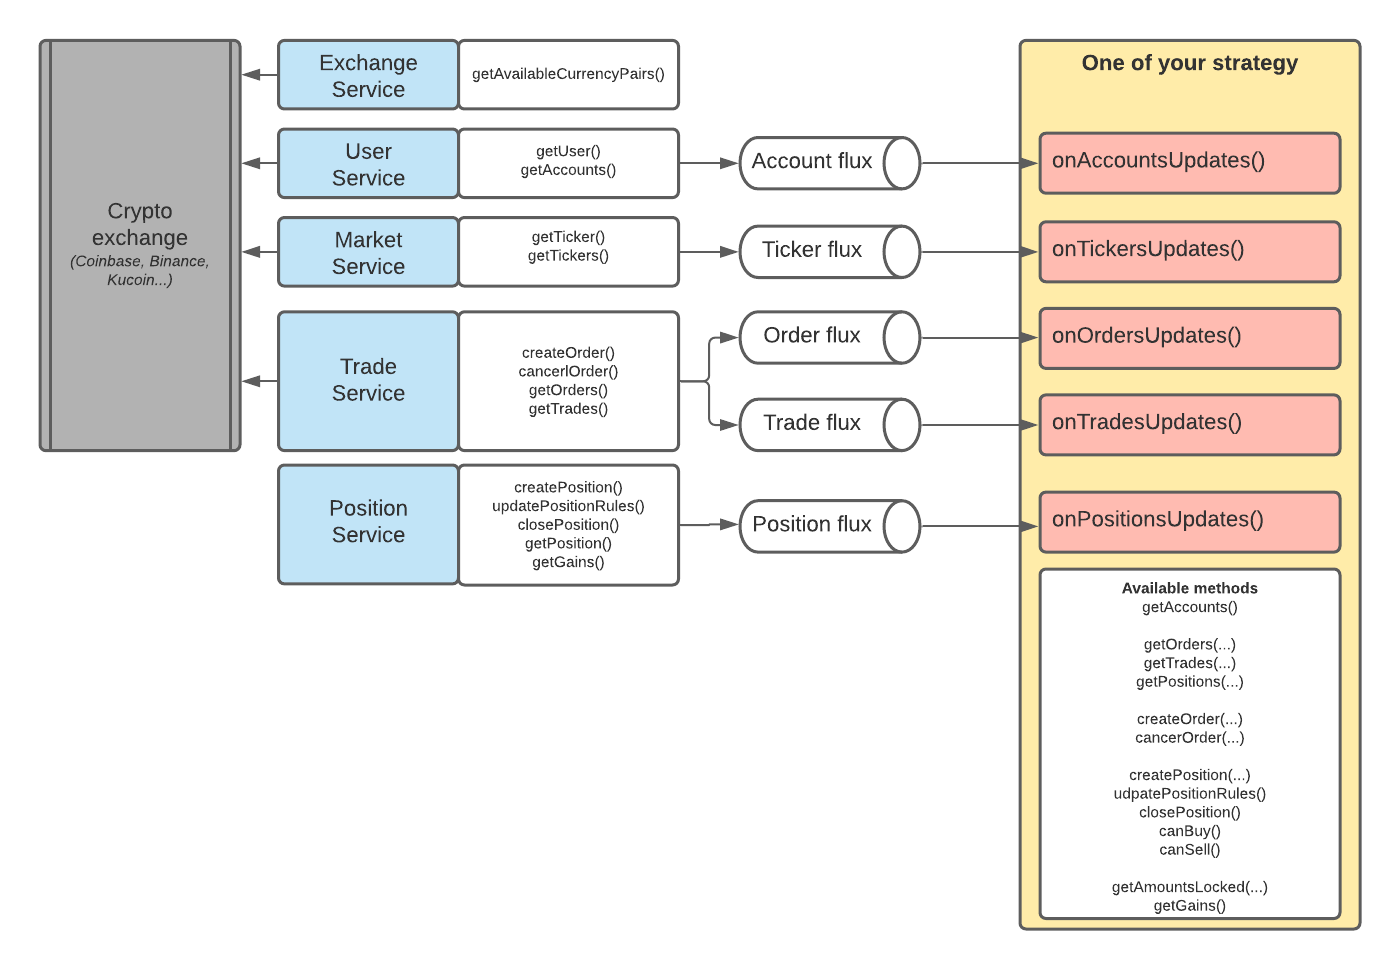 Crypto
exchange
(Coinbase, Binance,
Kucoin...)
Exchange
Service
getAvailableCurrencyPairs()
User
Service
getUser()
getAccounts()
Account flux
Market
Service
getTicker()
getTickers()
Ticker flux
Trade
Service
createOrder()
cancerlOrder()
getOrders()
getTrades()
Order flux
Trade flux
Position
Service
createPosition()
updatePositionRules()
closePosition()
getPosition()
getGains()
Position flux
One of your strategy
onAccountsUpdates()
onTickersUpdates()
onOrdersUpdates()
onTradesUpdates()
onPositionsUpdates()
Available methods
getAccounts()
getOrders(...)
getTrades(...)
getPositions(...)
createOrder(...)
cancerOrder(...)
createPosition(...)
udpatePositionRules()
closePosition()
canBuy()
canSell()
getAmountsLocked(...)
getGains()